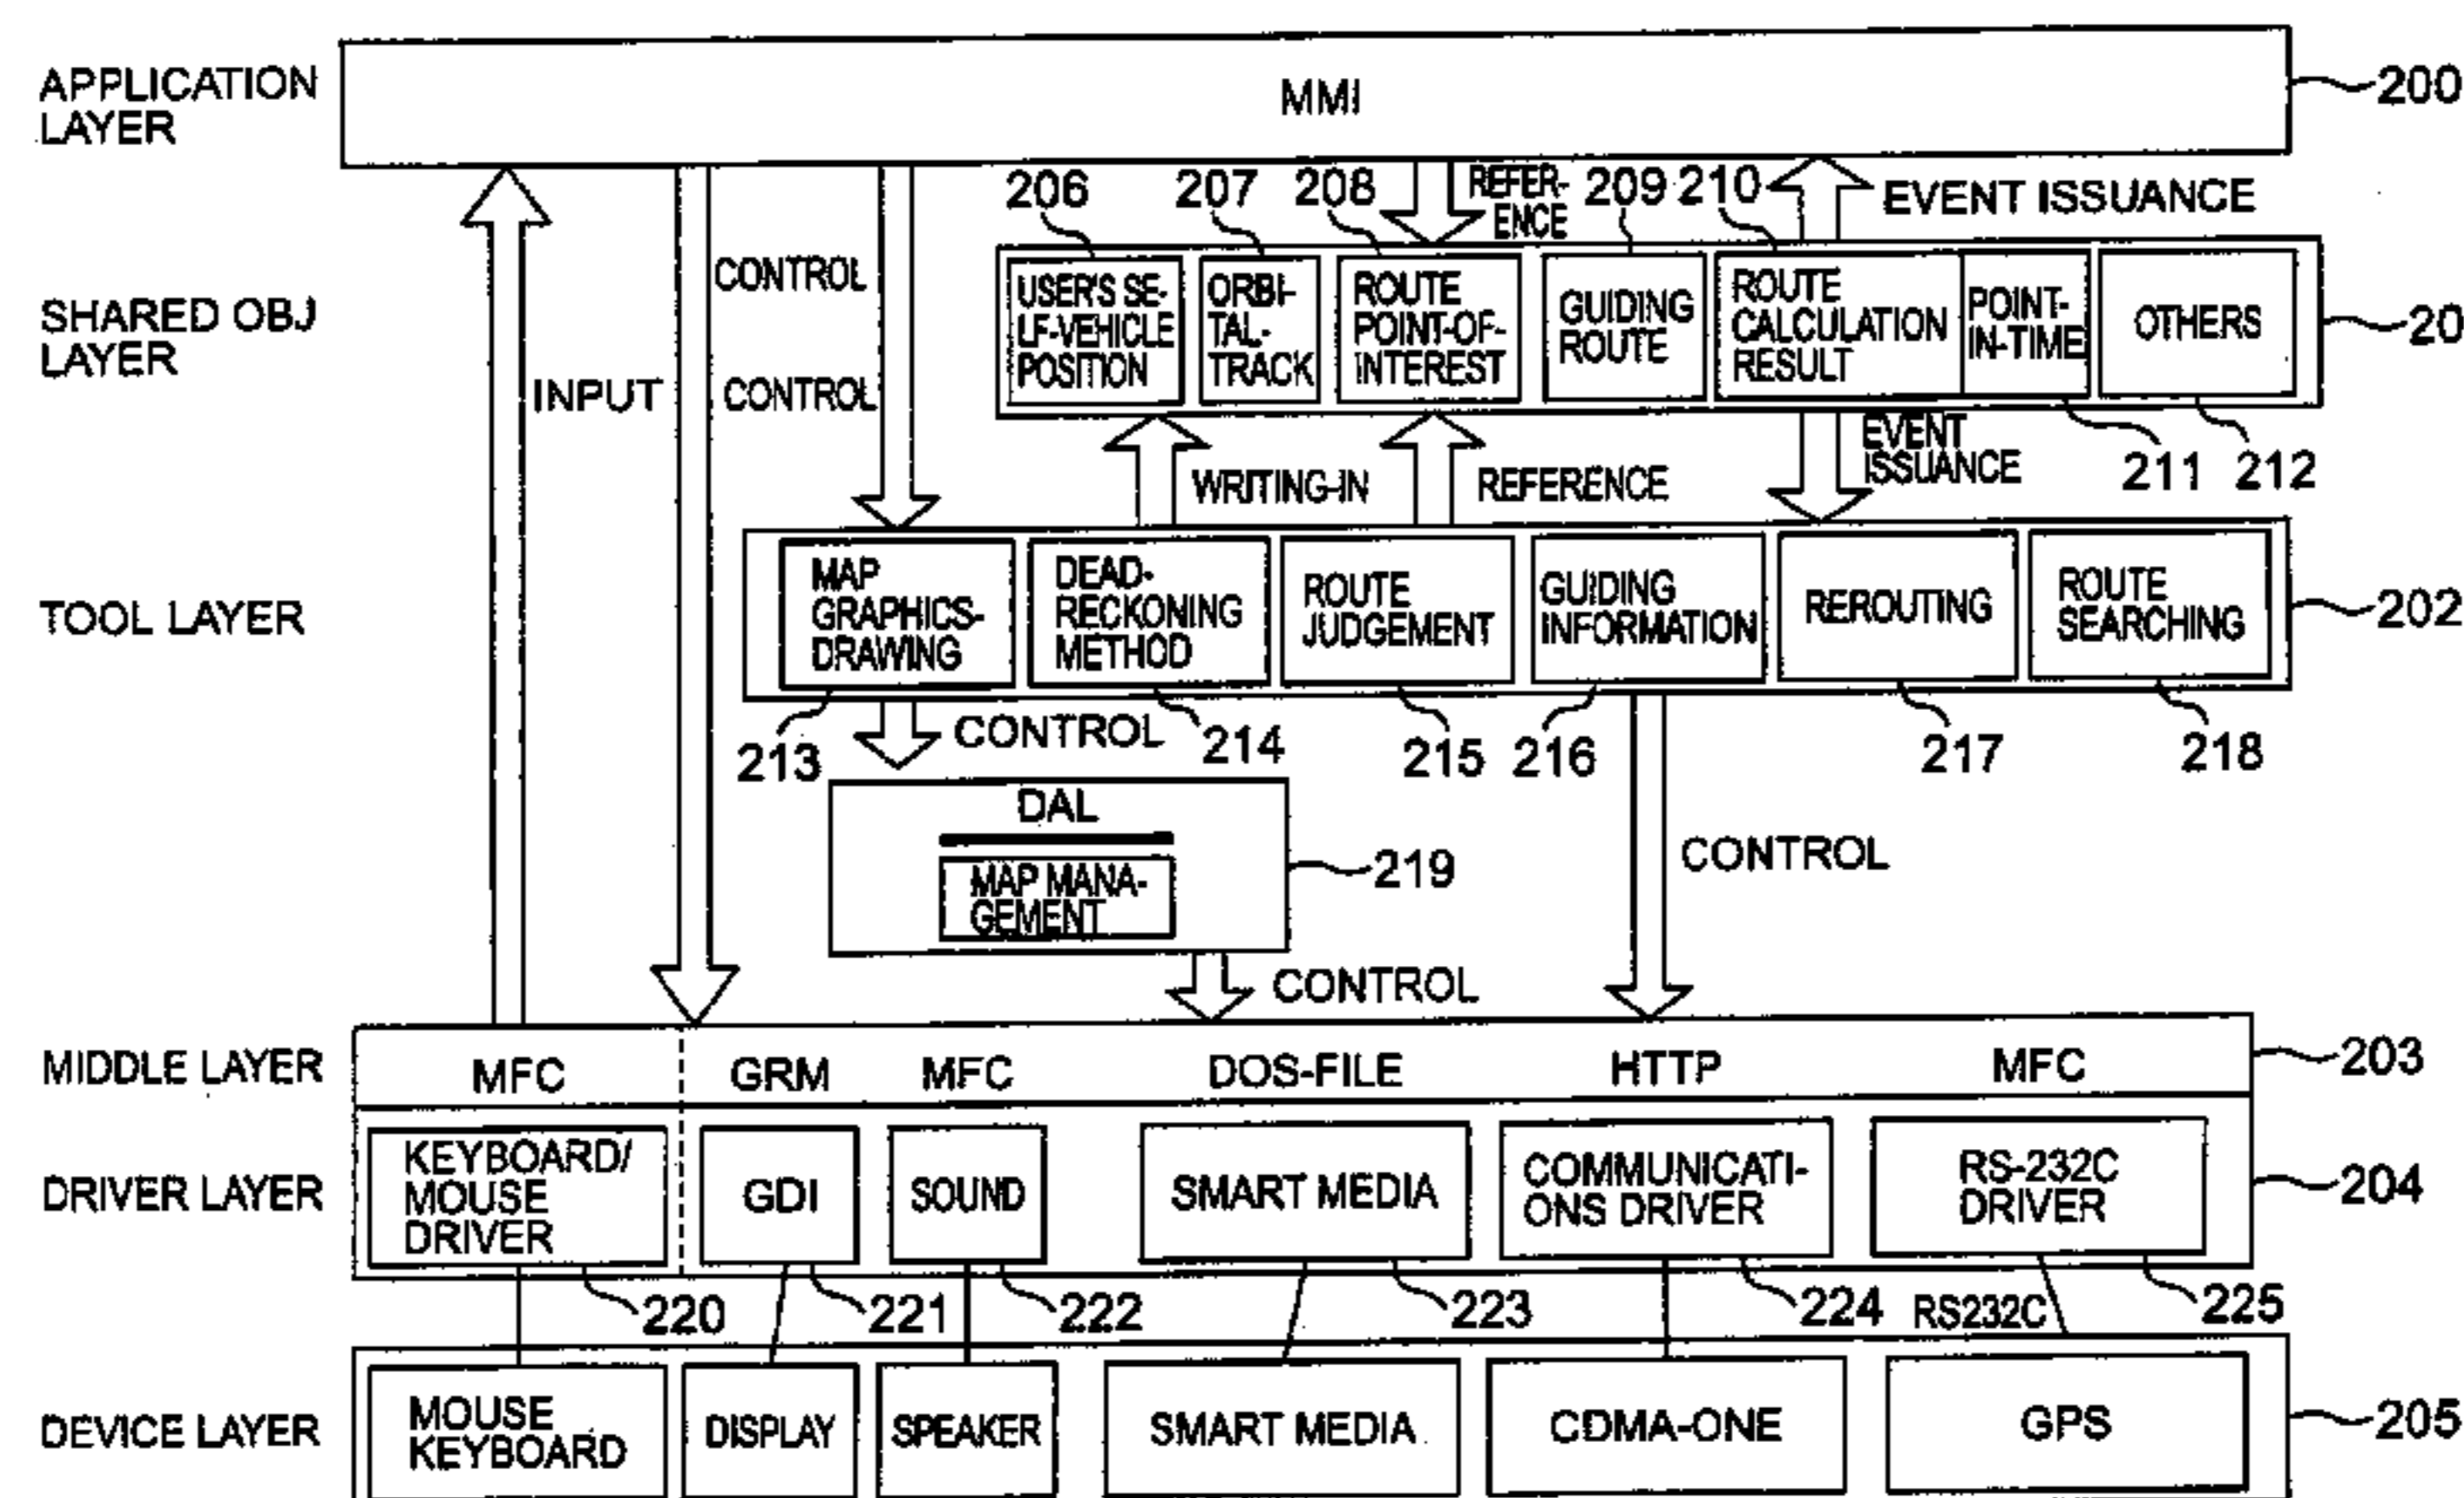 APPLICATION
LAYER
MMI
200
206
207
208
REFER-
ENCE
209
210
EVENT ISSUANCE
CONTROL
SHARED OBJ
LAYER
USER'S SE-
LF-VEHICLE
POSITION
ORBI-
TAL-
TRACK
ROUTE
POINT-OF-
INTEREST
GUIDING
ROUTE
ROUTE
CALCULATION
RESULT
POINT-
IN-TIME
OTHERS
20
INPUT
CONTROL
WRITING-IN
REFERENCE
EVENT
ISSUANCE
211
212
TOOL LAYER
MAP
GRAPHICS-
DRAWING
DEAD-
RECKONING
METHOD
ROUTE
JUDGEMENT
GUIDING
INFORMATION
REROUTING
ROUTE
SEARCHING
202
213
CONTROL
214
215
216
217
218
DAL
MAP MANA-
GEMENT
219
CONTROL
CONTROL
MIDDLE LAYER
MFC
GRM
MFC
DOS-FILE
HTTP
MFC
203
DRIVER LAYER
KEYBOARD/
MOUSE
DRIVER
GDI
SOUND
SMART MEDIA
COMMUNICATI-
ONS DRIVER
RS-232C
DRIVER
204
220
221
222
223
224
RS232C
225
DEVICE LAYER
MOUSE
KEYBOARD
DISPLAY
SPEAKER
SMART MEDIA
CDMA-ONE
GPS
205